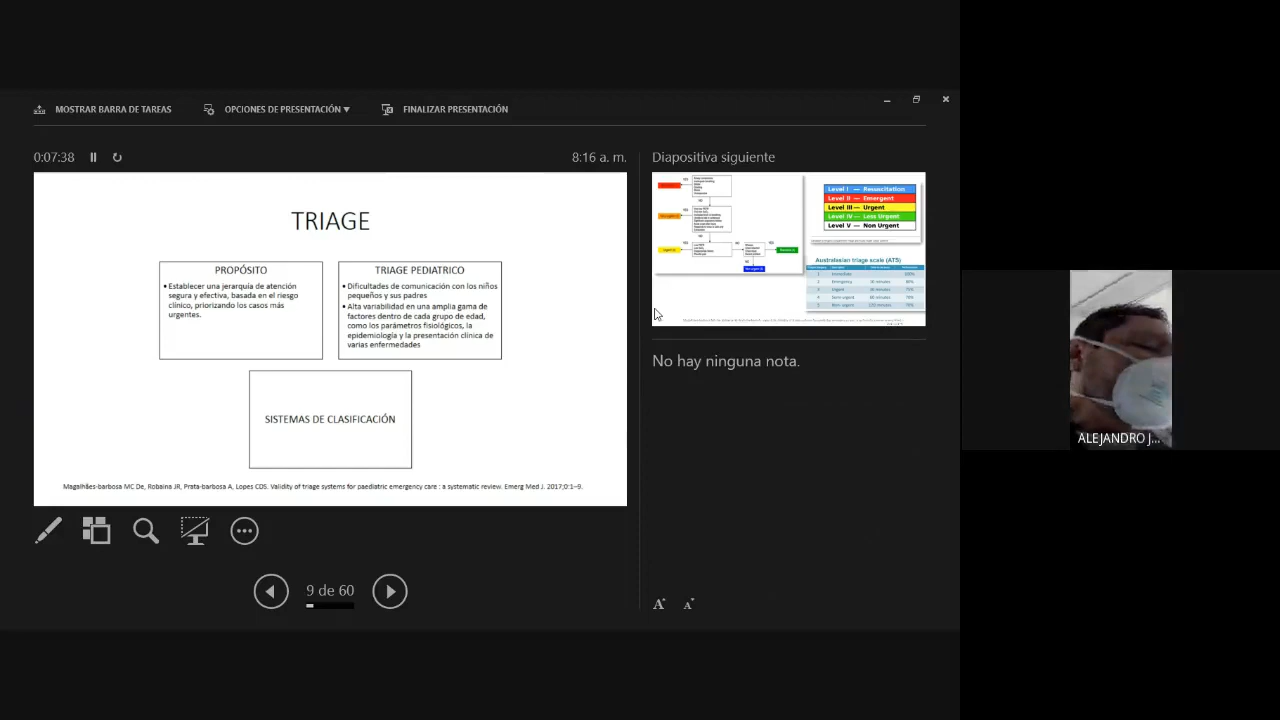 MOSTRAR BARRA DE TAREAS
OPCIONES DE PRESENTACIÓN ▼
FINALIZAR PRESENTACIÓN
0:07:38
8:16 a. m.
TRIAGE
PROPÓSITO
• Establecer una jerarquía de atención
segura y efectiva, basada en el riesgo
clínico, priorizando los casos más
urgentes.
TRIAGE PEDIATRICO
• Dificultades de comunicación con los niños
pequeños y sus padres
• Alta variabilidad en una amplia gama de
factores dentro de cada grupo de edad,
como los parámetros fisiológicos, la
epidemiología y la presentación clínica de
varias enfermedades
SISTEMAS DE CLASIFICACIÓN
Magalhães-barbosa MC De, Robaina JR, Prata-barbosa A, Lopes CDS. Validity of triage systems for paediatric emergency care : a systematic review. Emerg Med J. 2017;0:1–9.
9 de 60
Diapositiva siguiente
Level I — Resuscitation
Level II — Emergent
Level III — Urgent
Level IV — Less Urgent
Level V — Non Urgent
Australasian triage scale (ATS)
No hay ninguna nota.
A A
ALEJANDRO J...